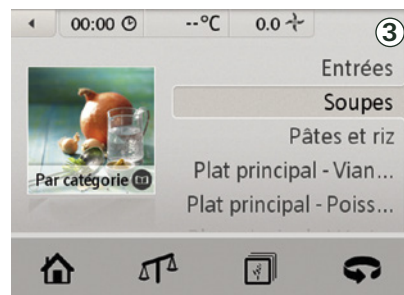 00:00 --°C 0.0
3
Entrées
Soupes
Pâtes et riz
Plat principal - Vian...
Plat principal - Poiss...
Par catégorie